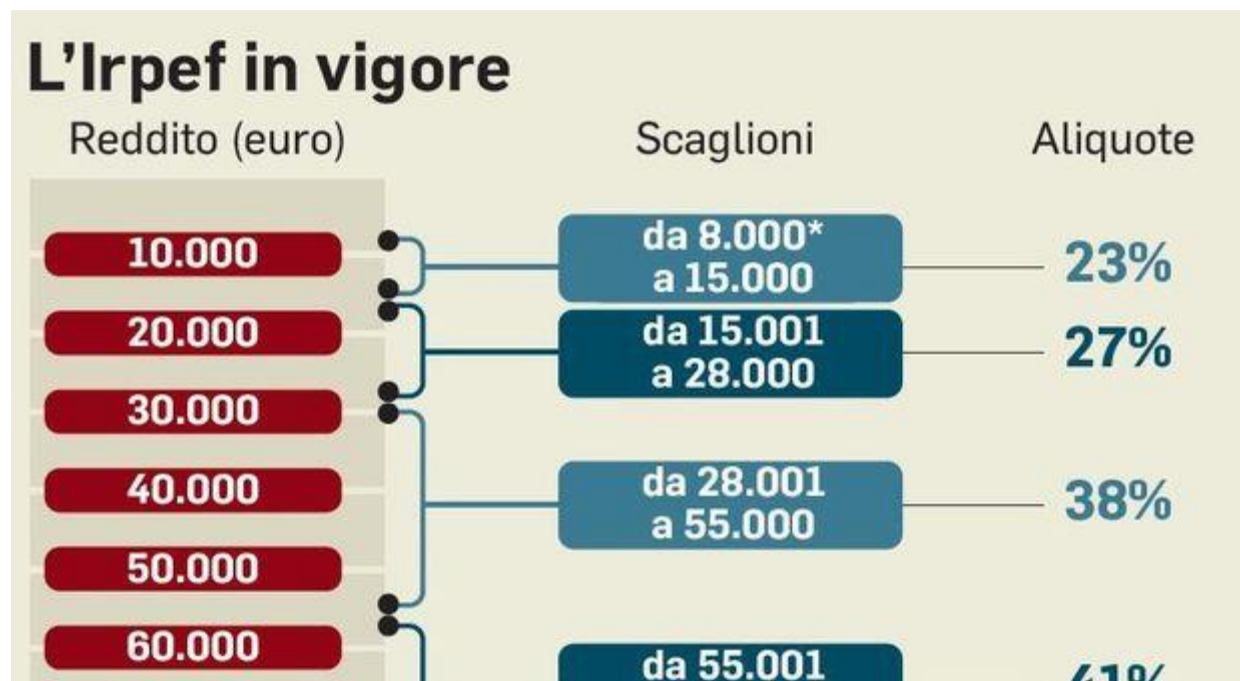 L'Irpef in vigore
Reddito (euro) Scaglioni Aliquote
10.000
da 8.000*
a 15.000
23%
20.000
da 15.001
a 28.000
27%
30.000
40.000
da 28.001
a 55.000
38%
50.000
60.000
da 55.001
41%